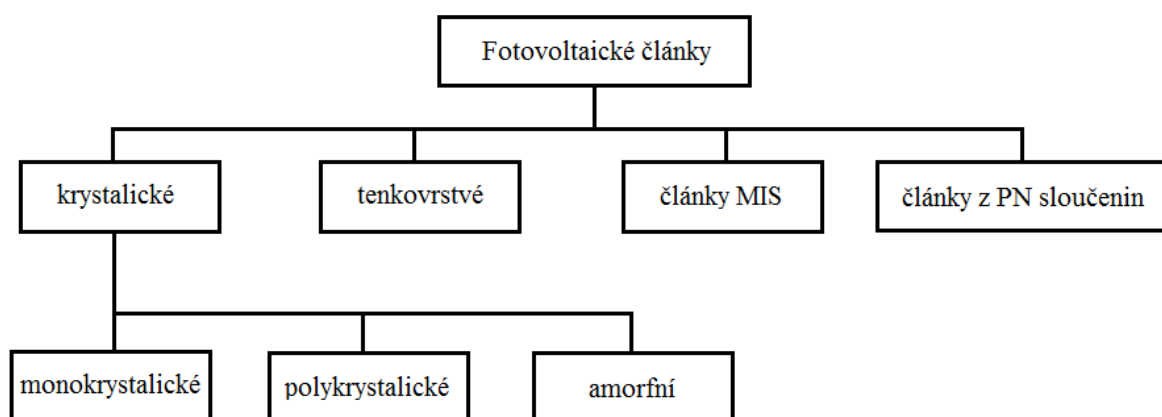 Fotovoltaické články
krystalické
tenkovrstvé
články MIS
články z PN sloučenin
monokrystalické
polykrystalické
amorfní